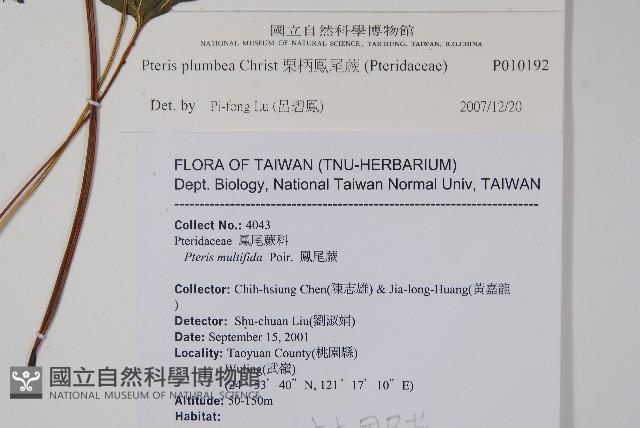 國立自然科學博物館
NATIONAL MUSEUM OF NATURAL SCIENCE, TAICHUNG, TAIWAN, R.O.CHINA
Pteris plumbea Christ 栗柄鳳尾蕨 (Pteridaceae) P010192
Det. by Pi-fong Lu (呂碧鳳) 2007/12/20
FLORA OF TAIWAN (TNU-HERBARIUM)
Dept. Biology, National Taiwan Normal Univ, TAIWAN
Collect No.: 4043
Pteridaceae 鳳尾蕨科
Pteris multifida Poir. 鳳尾蕨
Collector: Chih-hsiung Chen(陳志雄) & Jia-long-Huang(黃嘉龍
)
Detector: Shu-chuan Liu(劉淑娟)
Date: September 15, 2001
Locality: Taoyuan County(桃園縣)
Wuling(武嶺)
(24° 53' 40" N, 121° 17' 10" E)
Altitude: 50-150m
Habitat:
國立自然科學博物館
NATIONAL MUSEUM OF NATURAL SCIENCE